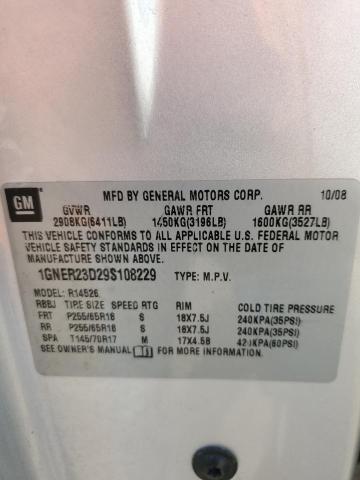 GM
MFD BY GENERAL MOTORS CORP. 10/08
GVWR GAWR FRT GAWR RR
2908KG(6411LB) 1450KG(3196LB) 1600KG(3527LB)
THIS VEHICLE CONFORMS TO ALL APPLICABLE U.S. FEDERAL MOTOR
VEHICLE SAFETY STANDARDS IN EFFECT ON THE DATE OF
MANUFACTURE SHOWN ABOVE.
1GNER23D29S108229 TYPE: M.P.V.
MODEL: R14526
RBBJ TIRE SIZE SPEED RTG RIM COLD TIRE PRESSURE
FRT P255/65R18 S 18X7.5J 240KPA(35PSI)
RR P255/65R18 S 18X7.5J 240KPA(35PSI)
SPA T145/70R17 M 17X4.5B 420KPA(60PSI)
SEE OWNER'S MANUAL